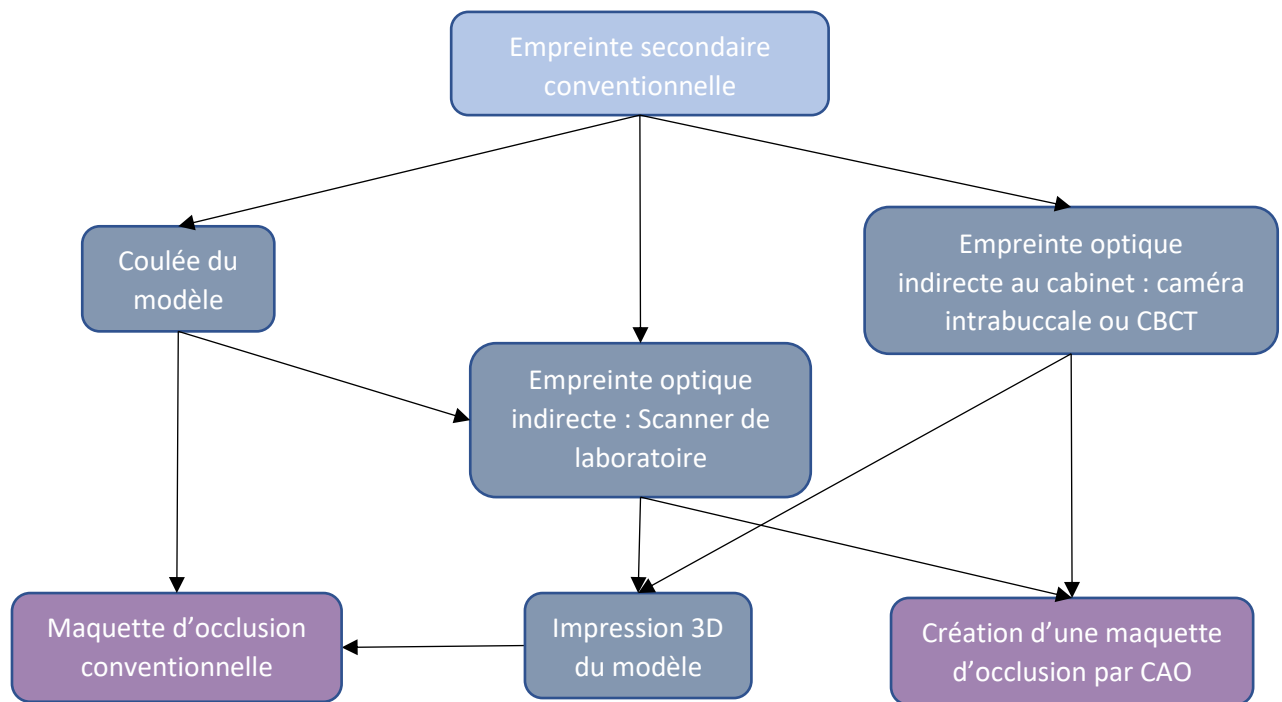 Empreinte secondaire
conventionnelle
Coulée du
modèle
Empreinte optique
indirecte au cabinet : caméra
intrabuccale ou CBCT
Empreinte optique
indirecte : Scanner de
laboratoire
Maquette d’occlusion
conventionnelle
Impression 3D
du modèle
Création d’une maquette
d’occlusion par CAO